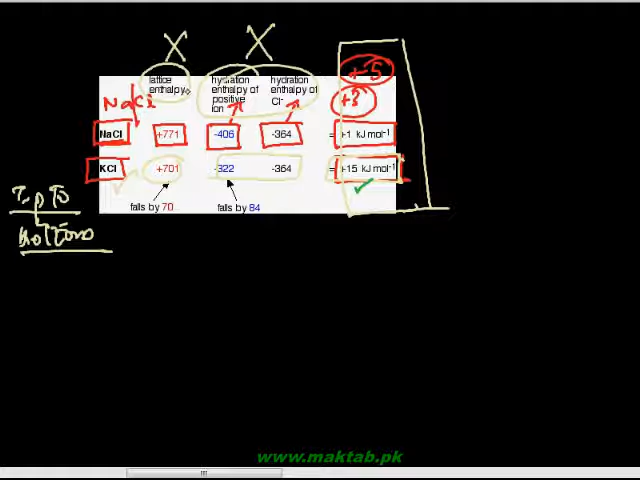 X X
lattice enthalpy
hydration enthalpy of positive ion
hydration enthalpy of Cl-
+5
+3
NaCl
NaCl +771 -406 -364 = +1 kJ mol-1
KCl +701 -322 -364 = +15 kJ mol-1
falls by 70 falls by 84
Top To
bottom
www.maktab.pk